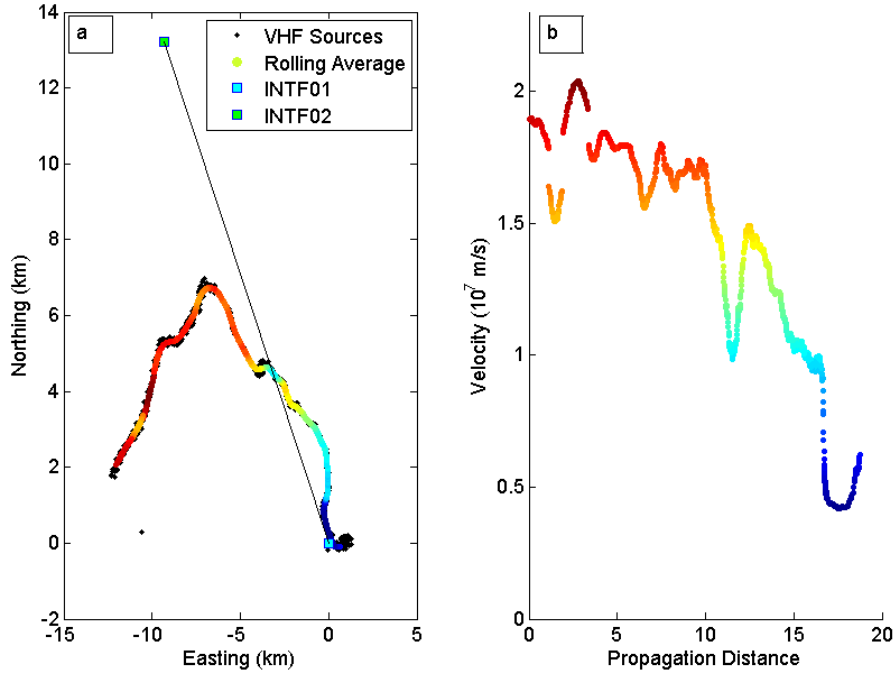 a
VHF Sources
Rolling Average
INTF01
INTF02
14
12
10
8
6
4
2
0
-2
-15
-10
-5
0
5
Northing (km)
Easting (km)
b
2
1.5
1
0.5
0
0
5
10
15
20
Velocity (10^7 m/s)
Propagation Distance